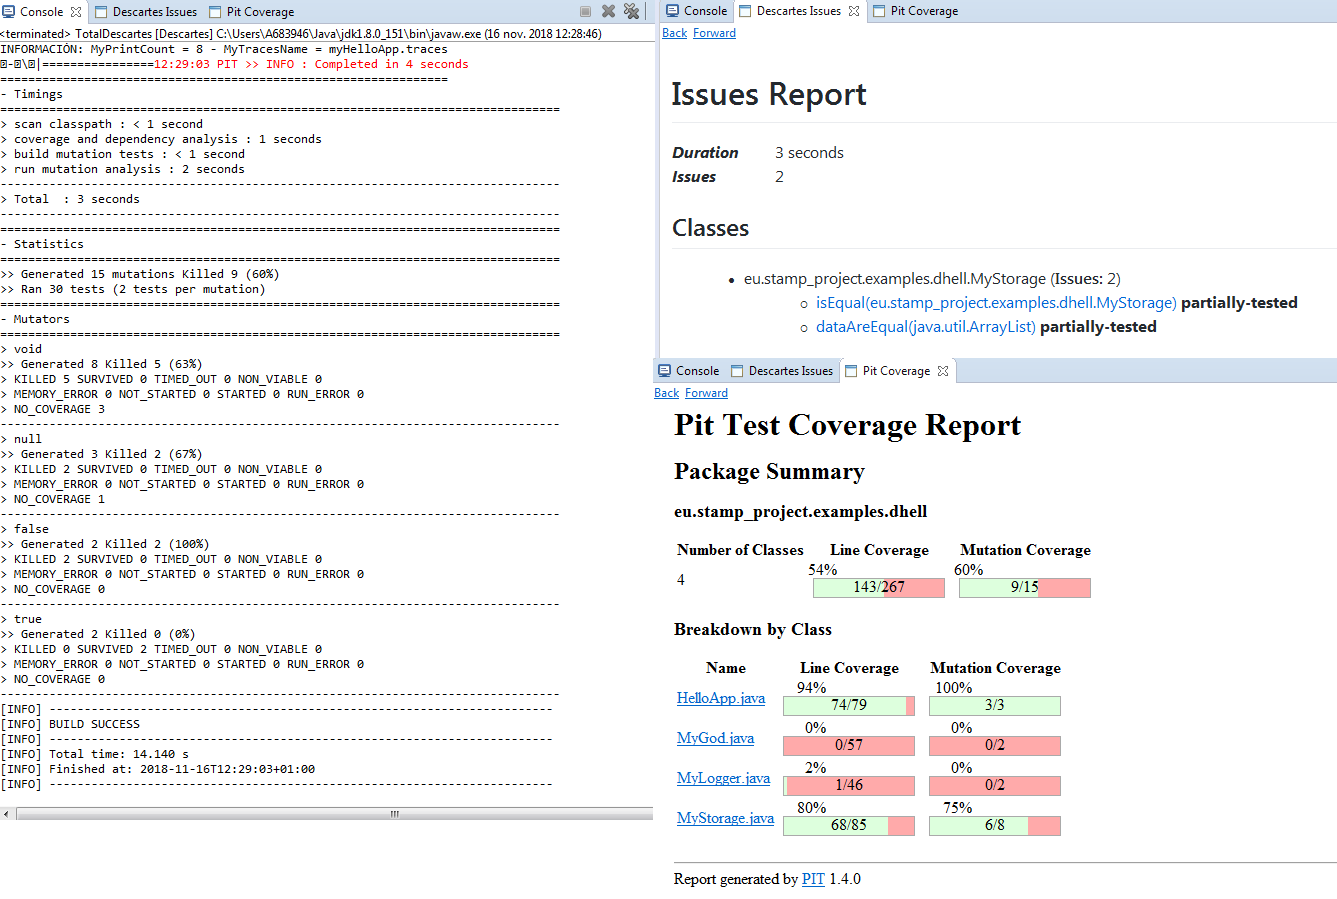 Console Descartes Issues Pit Coverage
<terminated> TotalDescartes [Descartes] C:\Users\A683946\Java\jdk1.8.0_151\bin\javaw.exe (16 nov. 2018 12:28:46)
INFORMACIÓN: MyPrintCount = 8 - MyTracesName = myHelloApp.traces
-\|================12:29:03 PIT >> INFO : Completed in 4 seconds
================================================================
- Timings
================================================================================
> scan classpath : < 1 second
> coverage and dependency analysis : 1 seconds
> build mutation tests : < 1 second
> run mutation analysis : 2 seconds
--------------------------------------------------------------------------------
> Total  : 3 seconds
--------------------------------------------------------------------------------
================================================================================
- Statistics
================================================================================
>> Generated 15 mutations Killed 9 (60%)
>> Ran 30 tests (2 tests per mutation)
================================================================================
- Mutators
================================================================================
> void
>> Generated 8 Killed 5 (63%)
> KILLED 5 SURVIVED 0 TIMED_OUT 0 NON_VIABLE 0
> MEMORY_ERROR 0 NOT_STARTED 0 STARTED 0 RUN_ERROR 0
> NO_COVERAGE 3
--------------------------------------------------------------------------------
> null
>> Generated 3 Killed 2 (67%)
> KILLED 2 SURVIVED 0 TIMED_OUT 0 NON_VIABLE 0
> MEMORY_ERROR 0 NOT_STARTED 0 STARTED 0 RUN_ERROR 0
> NO_COVERAGE 1
--------------------------------------------------------------------------------
> false
>> Generated 2 Killed 2 (100%)
> KILLED 2 SURVIVED 0 TIMED_OUT 0 NON_VIABLE 0
> MEMORY_ERROR 0 NOT_STARTED 0 STARTED 0 RUN_ERROR 0
> NO_COVERAGE 0
--------------------------------------------------------------------------------
> true
>> Generated 2 Killed 0 (0%)
> KILLED 0 SURVIVED 2 TIMED_OUT 0 NON_VIABLE 0
> MEMORY_ERROR 0 NOT_STARTED 0 STARTED 0 RUN_ERROR 0
> NO_COVERAGE 0
--------------------------------------------------------------------------------
[INFO] ------------------------------------------------------------------------
[INFO] BUILD SUCCESS
[INFO] ------------------------------------------------------------------------
[INFO] Total time: 14.140 s
[INFO] Finished at: 2018-11-16T12:29:03+01:00
[INFO] ------------------------------------------------------------------------
Console Descartes Issues Pit Coverage
Back Forward
Issues Report
Duration 3 seconds
Issues 2
Classes
• eu.stamp_project.examples.dhell.MyStorage (Issues: 2)
◦ isEqual(eu.stamp_project.examples.dhell.MyStorage) partially-tested
◦ dataAreEqual(java.util.ArrayList) partially-tested
Console Descartes Issues Pit Coverage
Back Forward
Pit Test Coverage Report
Package Summary
eu.stamp_project.examples.dhell
Number of Classes Line Coverage Mutation Coverage
4 54% 143/267 60% 9/15
Breakdown by Class
Name Line Coverage Mutation Coverage
HelloApp.java 94% 74/79 100% 3/3
MyGod.java 0% 0/57 0% 0/2
MyLogger.java 2% 1/46 0% 0/2
MyStorage.java 80% 68/85 75% 6/8
Report generated by PIT 1.4.0